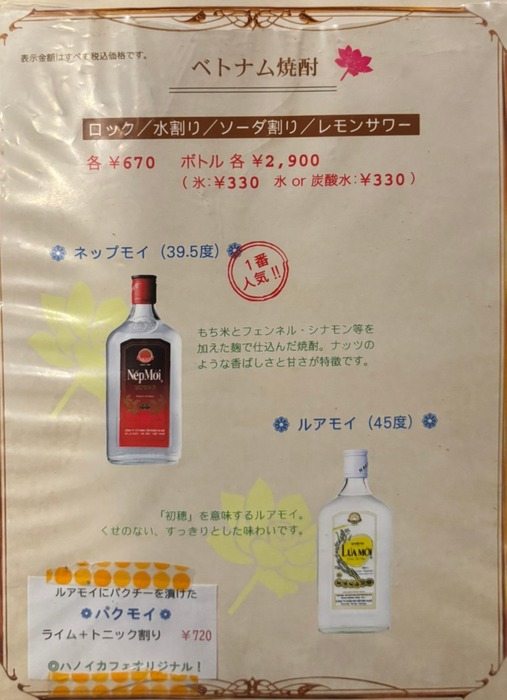 表示金額はすべて税込価格です。
ベトナム焼酎
ロック／水割り／ソーダ割り／レモンサワー
各 ¥670 ボトル 各 ¥2,900
( 氷:¥330 水 or 炭酸水:¥330 )
ネップモイ（39.5度）
1番
人気!!
もち米とフェンネル・シナモン等を
加えた麹で仕込んだ焼酎。ナッツの
ような香ばしさと甘さが特徴です。
NếpMới
ルアモイ（45度）
「初穂」を意味するルアモイ。
くせのない、すっきりとした味わいです。
LÚA MỚI
ルアモイにパクチーを漬けた
パクモイ
ライム＋トニック割り ¥720
◎ハノイカフェオリジナル！